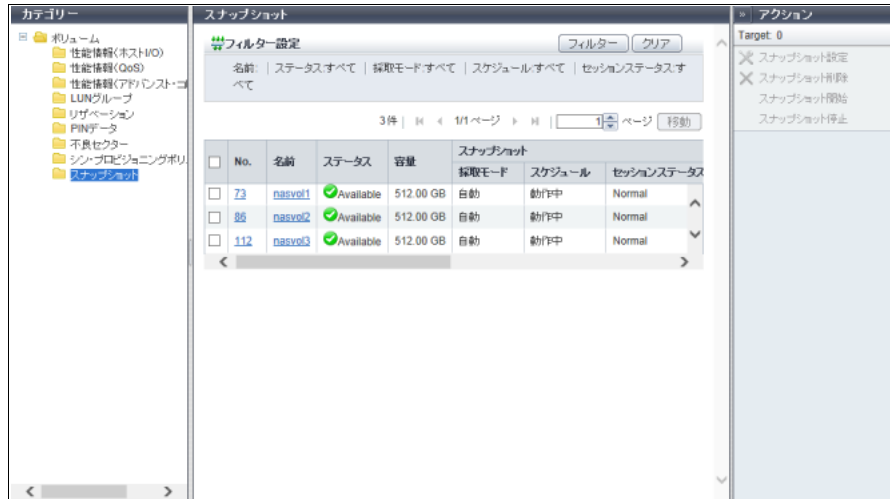 カテゴリー
ボリューム
性能情報(ホストI/O)
性能情報(QoS)
性能情報(アドバンスト・コ
LUNグループ
リザベーション
PINデータ
不良セクター
シン・プロビジョニングボリ
スナップショット
スナップショット
フィルター設定
フィルター クリア
名前: | ステータス:すべて | 採取モード:すべて | スケジュール:すべて | セッションステータス:す
べて
3件 | 1/1 ページ | 1 ページ 移動
No. 名前 ステータス 容量 スナップショット
採取モード スケジュール セッションステータス
73 nasvol1 Available 512.00 GB 自動 動作中 Normal
86 nasvol2 Available 512.00 GB 自動 動作中 Normal
112 nasvol3 Available 512.00 GB 自動 動作中 Normal
» アクション
Target: 0
スナップショット設定
スナップショット削除
スナップショット開始
スナップショット停止